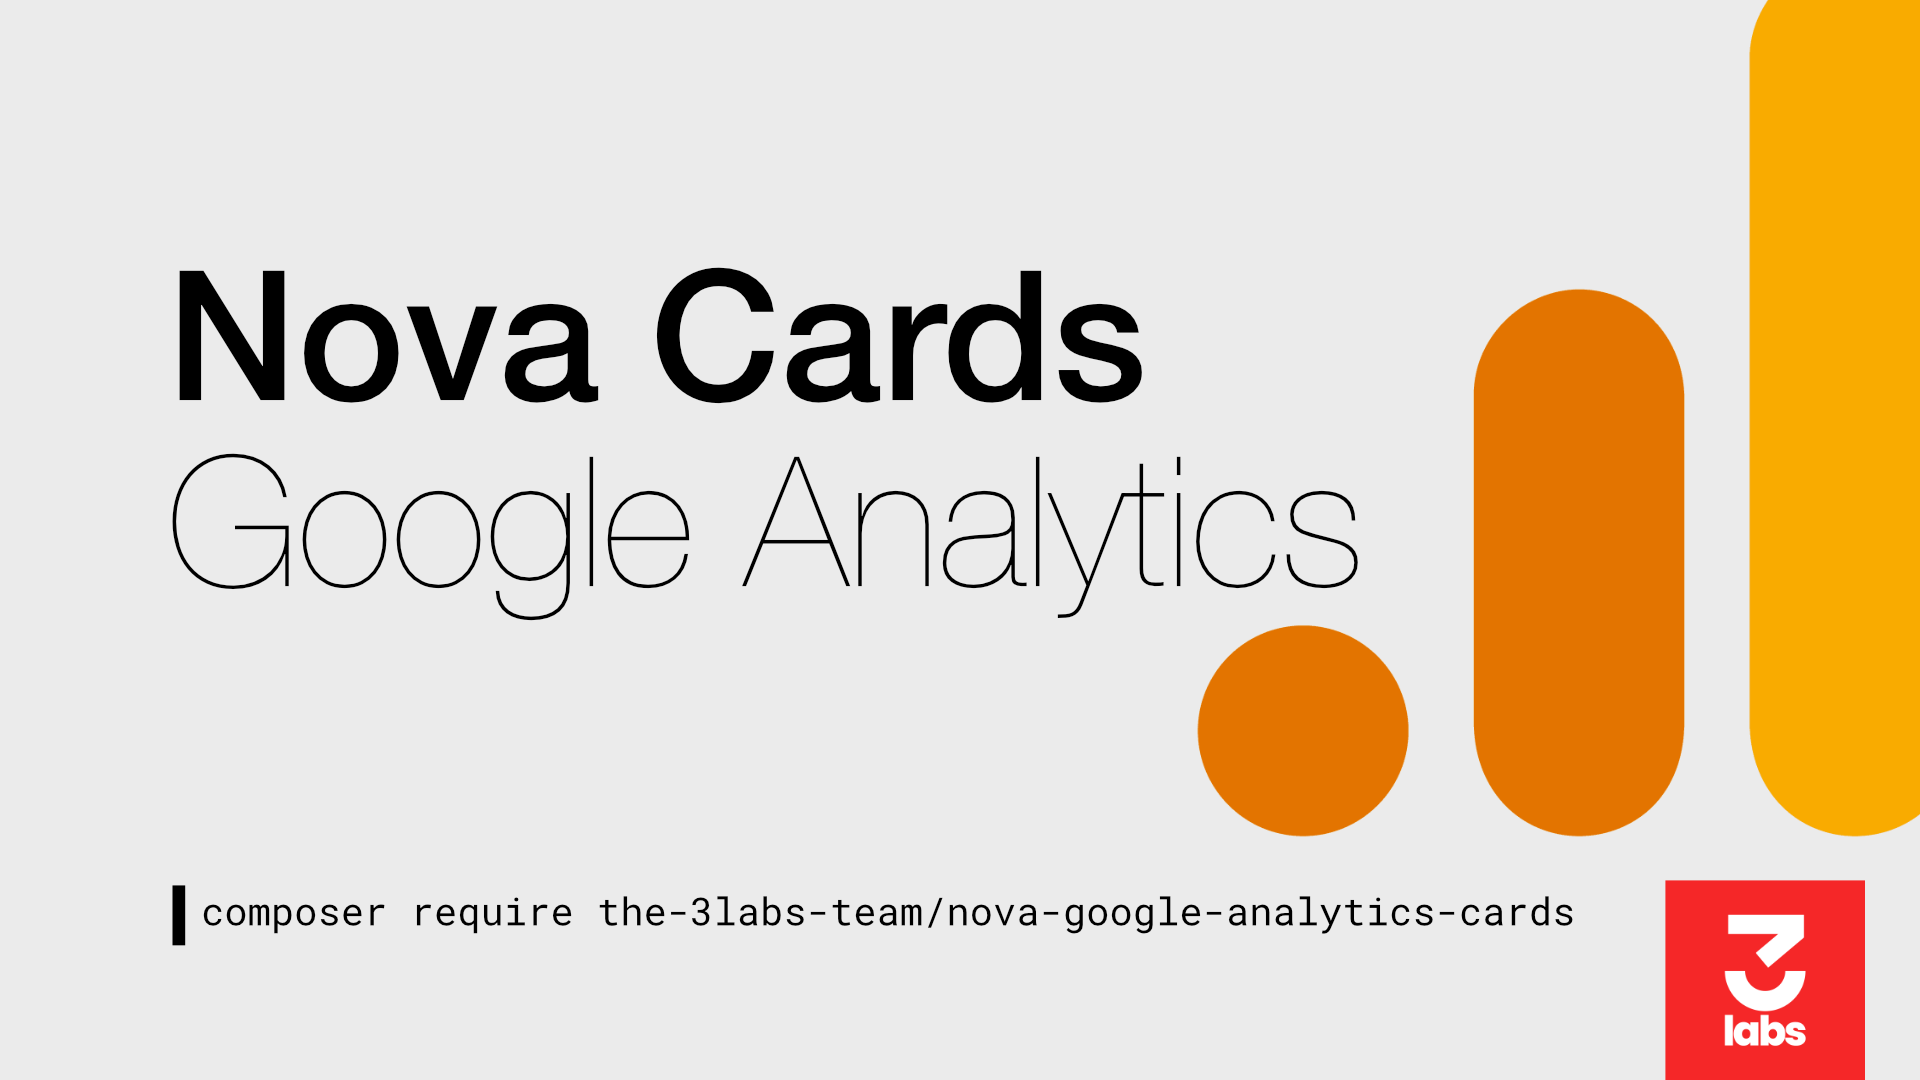 Nova Cards
Google Analytics
composer require the-3labs-team/nova-google-analytics-cards
3
labs